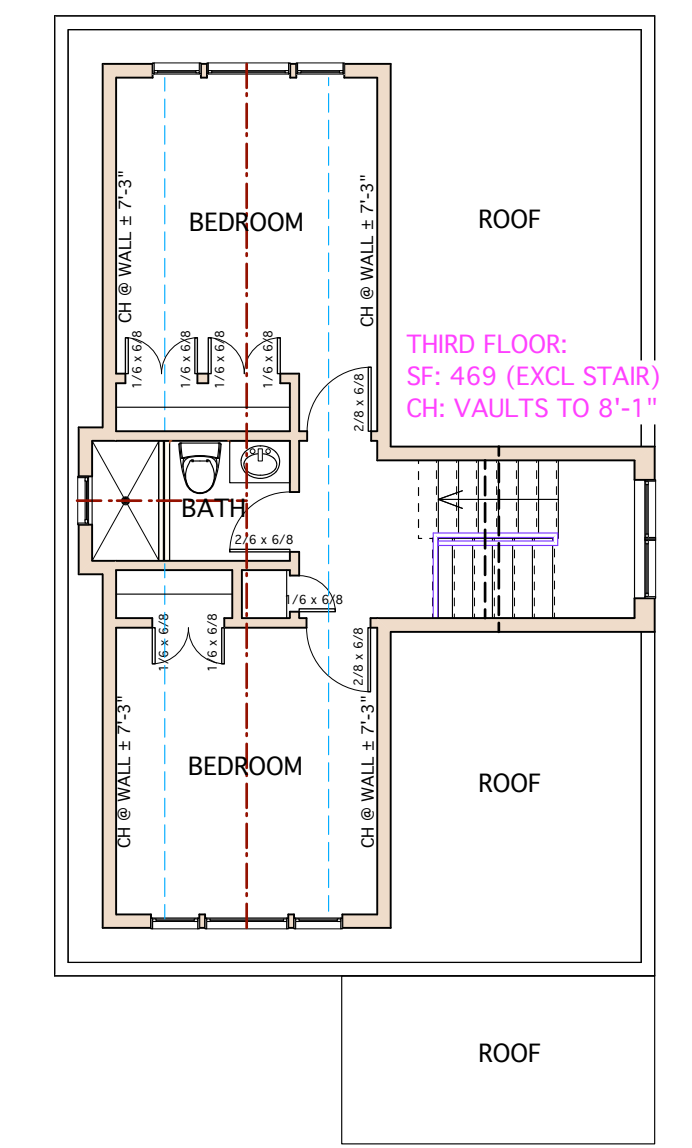 CH @ WALL ± 7'-3"
BEDROOM
CH @ WALL ± 7'-3"
ROOF
THIRD FLOOR:
SF: 469 (EXCL STAIR)
CH: VAULTS TO 8'-1"
1/6 x 6/8
1/6 x 6/8
1/6 x 6/8
1/6 x 6/8
2/8 x 6/8
BATH
2/6 x 6/8
1/6 x 6/8
1/6 x 6/8
1/6 x 6/8
2/8 x 6/8
CH @ WALL ± 7'-3"
BEDROOM
CH @ WALL ± 7'-3"
ROOF
ROOF